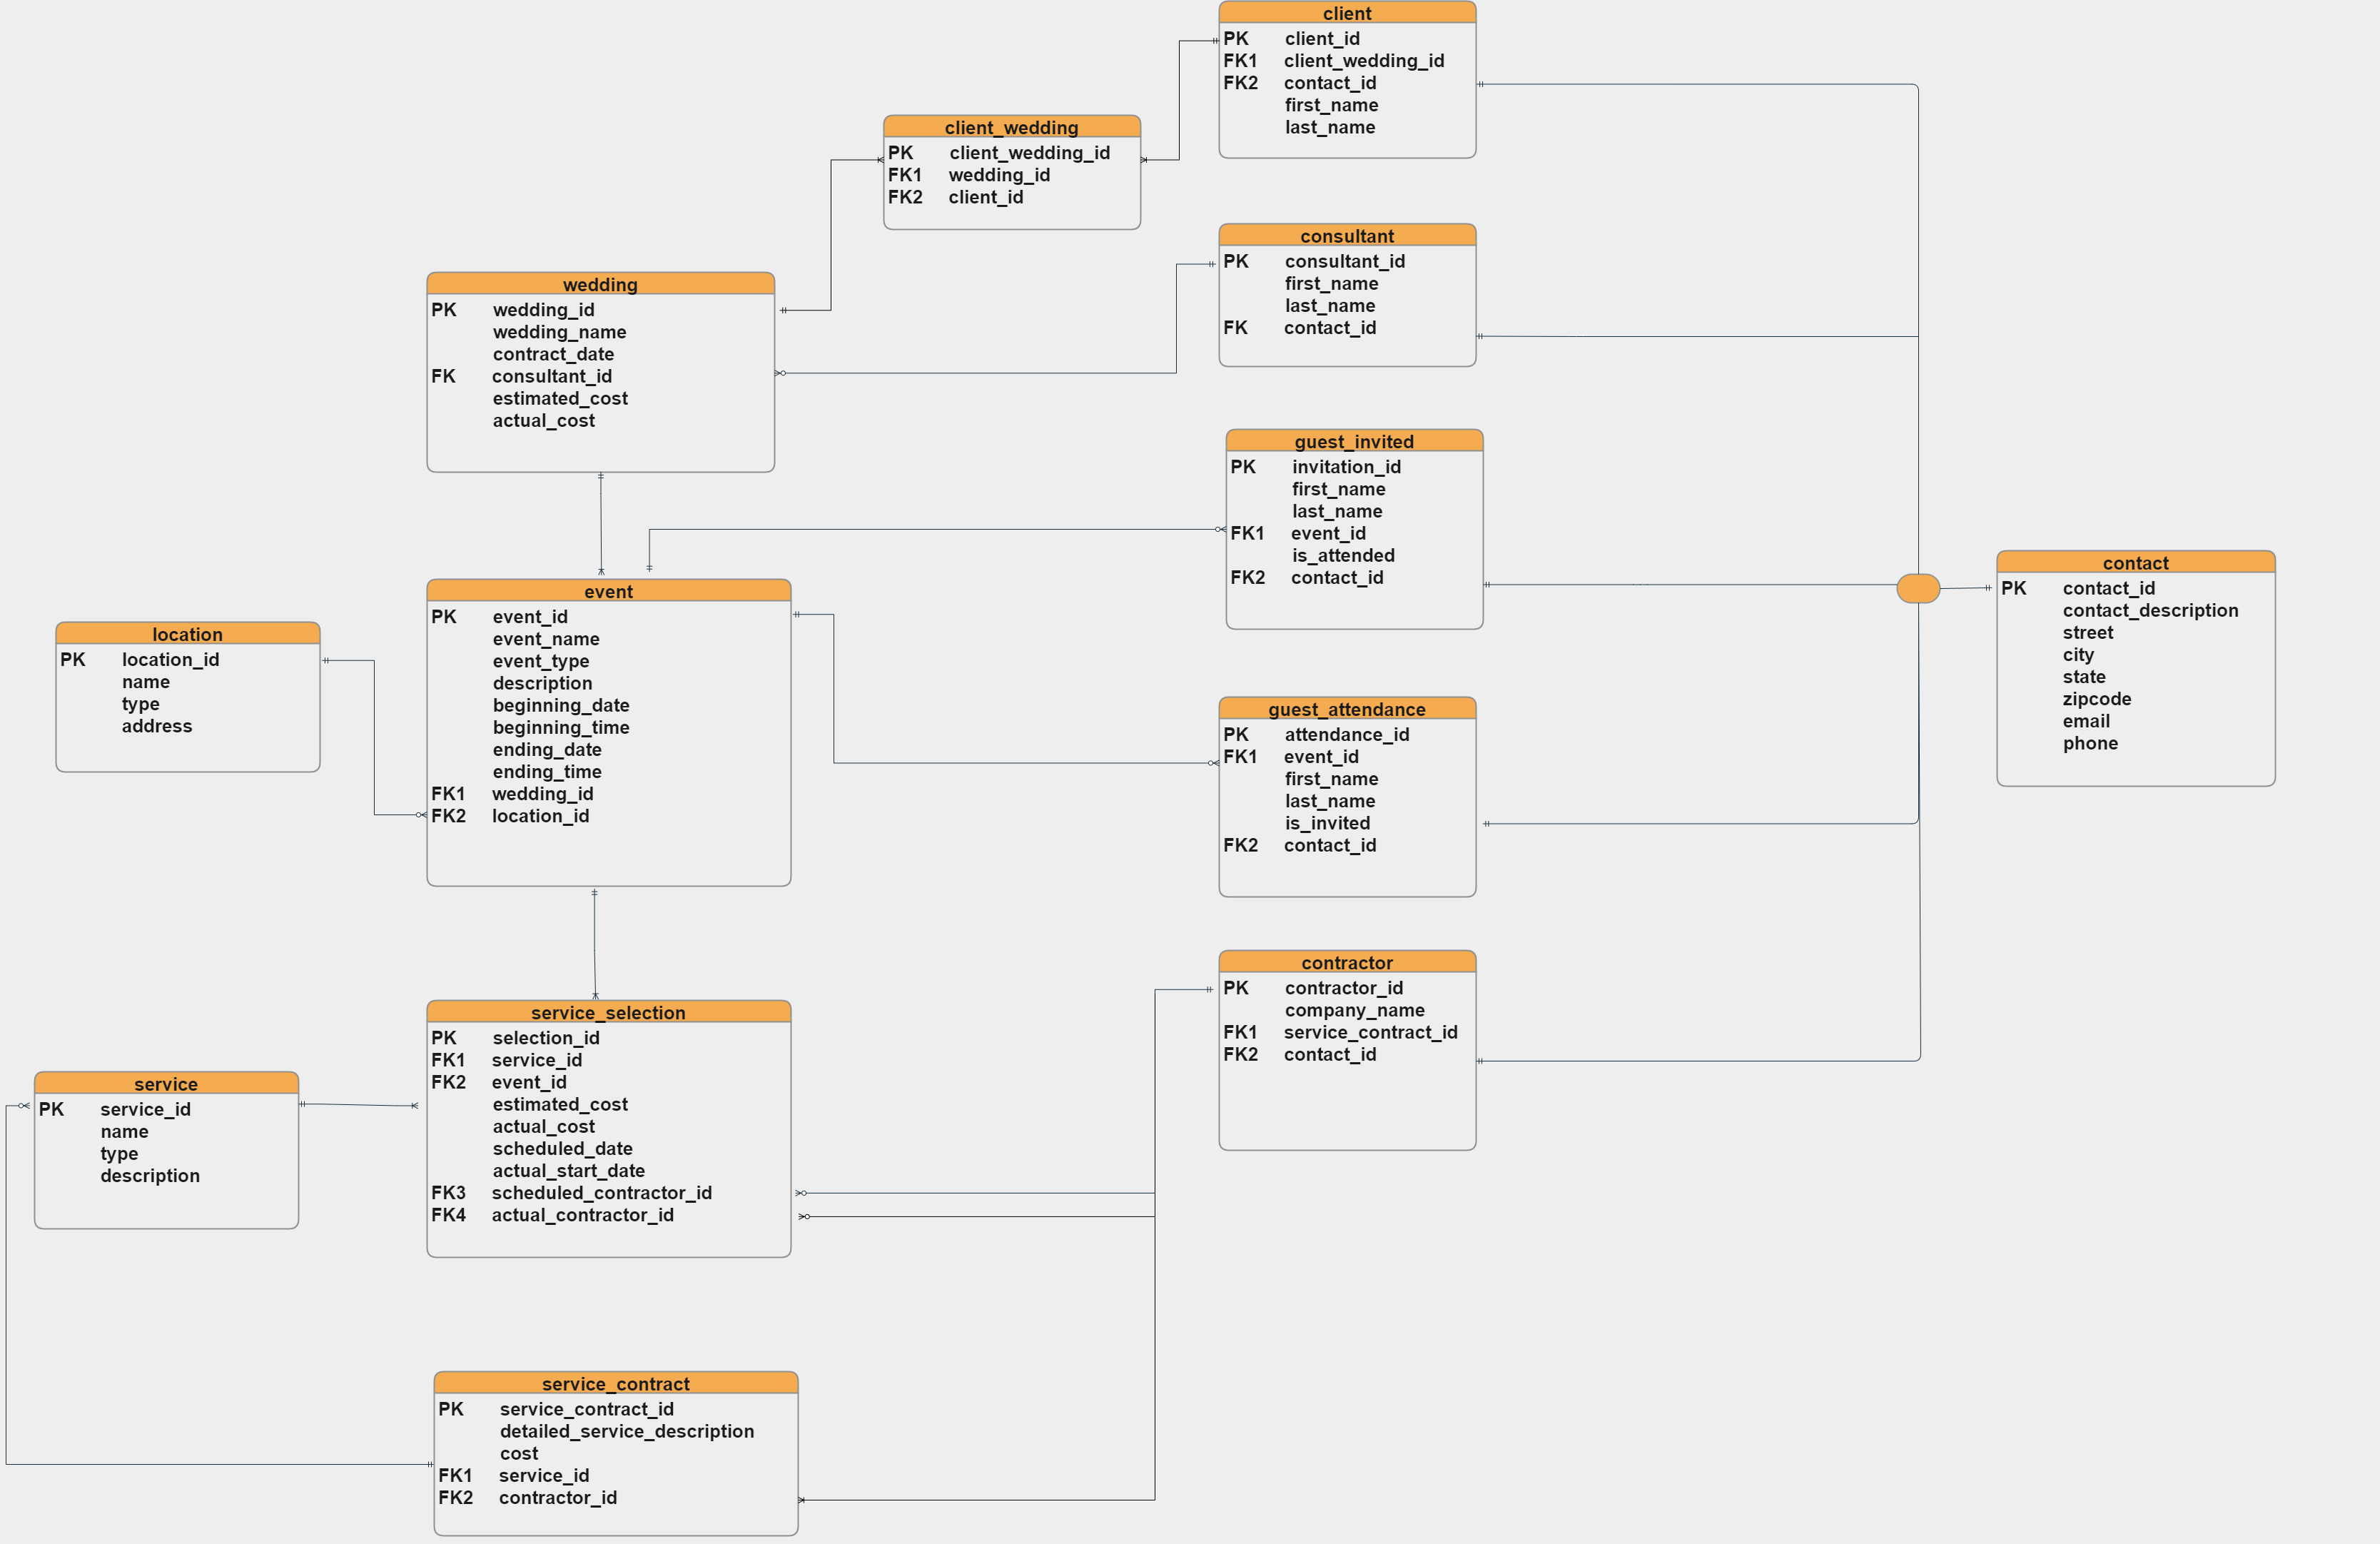 client
PK client_id
FK1 client_wedding_id
FK2 contact_id
first_name
last_name
client_wedding
PK client_wedding_id
FK1 wedding_id
FK2 client_id
consultant
PK consultant_id
first_name
last_name
FK contact_id
wedding
PK wedding_id
wedding_name
contract_date
FK consultant_id
estimated_cost
actual_cost
guest_invited
PK invitation_id
first_name
last_name
FK1 event_id
is_attended
FK2 contact_id
contact
PK contact_id
contact_description
street
city
state
zipcode
email
phone
event
PK event_id
event_name
event_type
description
beginning_date
beginning_time
ending_date
ending_time
FK1 wedding_id
FK2 location_id
location
PK location_id
name
type
address
guest_attendance
PK attendance_id
FK1 event_id
first_name
last_name
is_invited
FK2 contact_id
contractor
PK contractor_id
company_name
FK1 service_contract_id
FK2 contact_id
service_selection
PK selection_id
FK1 service_id
FK2 event_id
estimated_cost
actual_cost
scheduled_date
actual_start_date
FK3 scheduled_contractor_id
FK4 actual_contractor_id
service
PK service_id
name
type
description
service_contract
PK service_contract_id
detailed_service_description
cost
FK1 service_id
FK2 contractor_id